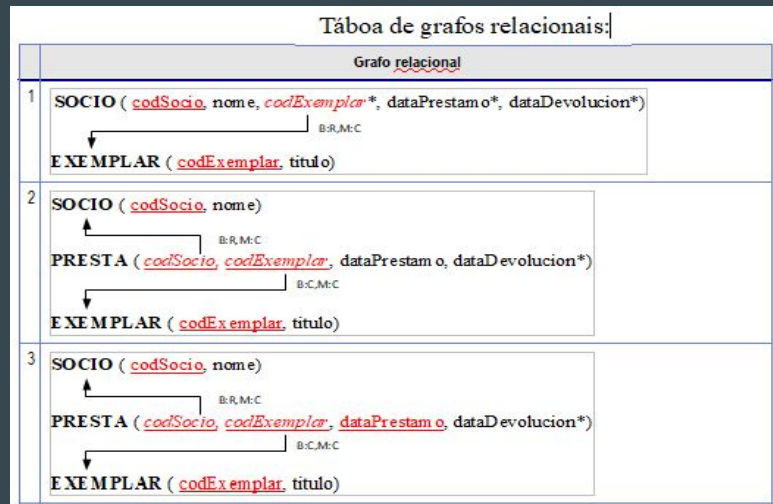 Táboa de grafos relacionais:
Grafo relacional
1
SOCIO ( codSocio, nome, codExemplar*, dataPrestamo*, dataDevolucion*)
B:R,M:C
EXEMPLAR ( codExemplar, titulo)
2
SOCIO ( codSocio, nome)
B:R,M:C
PRESTA ( codSocio, codExemplar, dataPrestamo, dataDevolucion*)
B:C,M:C
EXEMPLAR ( codExemplar, titulo)
3
SOCIO ( codSocio, nome)
B:R,M:C
PRESTA ( codSocio, codExemplar, dataPrestamo, dataDevolucion*)
B:C,M:C
EXEMPLAR ( codExemplar, titulo)